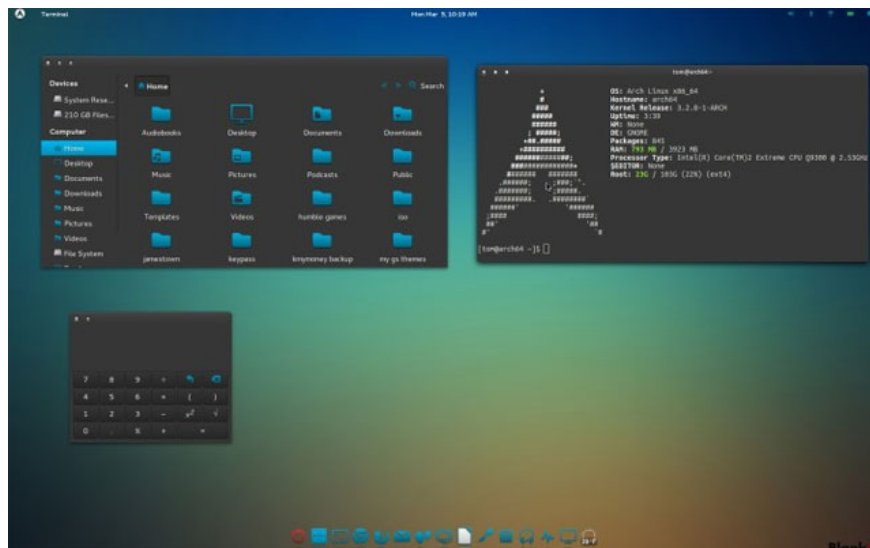 Terminal
Mon Mar 5, 10:19 AM
Devices
System Rese...
210 GB Files...
Computer
Home
Desktop
Documents
Downloads
Music
Pictures
Videos
File System
Home
Search
Audiobooks
Desktop
Documents
Downloads
Music
Pictures
Podcasts
Public
Templates
Videos
humble games
iso
jamestown
keypass
kmymoney backup
my gs themes
tom@arch64:~
OS: Arch Linux x86_64
Hostname: arch64
Kernel Release: 3.2.8-1-ARCH
Uptime: 3:39
WM: None
DE: GNOME
Packages: 841
RAM: 793 MB / 3923 MB
Processor Type: Intel(R) Core(TM)2 Extreme CPU Q9300 @ 2.53GHz
$EDITOR: None
Root: 23G / 103G (22%) (ext4)
[tom@arch64 ~]$
7 8 9 ÷
4 5 6 × ( )
1 2 3 − x² √
0 . % + =